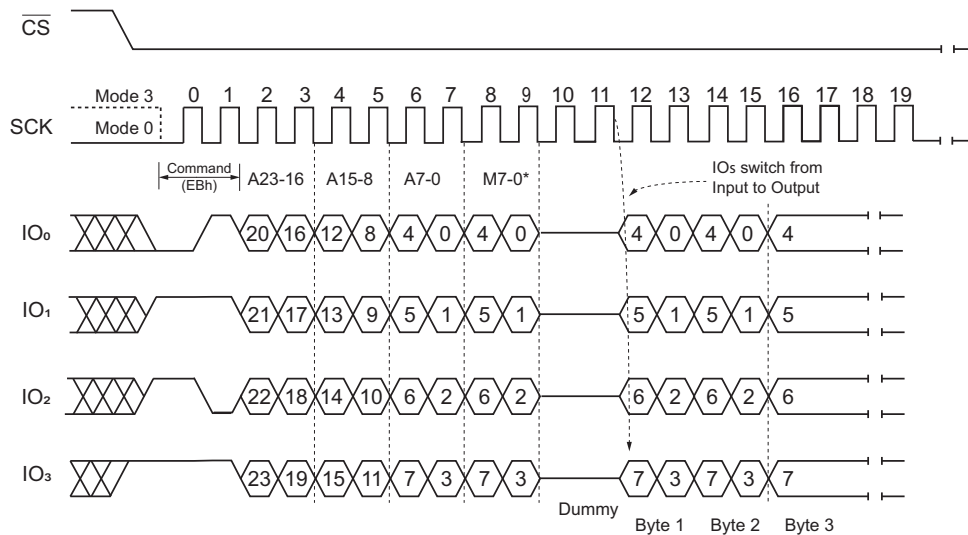 CS
Mode 3 0 1 2 3 4 5 6 7 8 9 10 11 12 13 14 15 16 17 18 19
SCK
Mode 0
Command
(EBh)
A23-16 A15-8 A7-0 M7-0*
IOs switch from
Input to Output
IO₀ 20 16 12 8 4 0 4 0 4 0 4 0 4
IO₁ 21 17 13 9 5 1 5 1 5 1 5 1 5
IO₂ 22 18 14 10 6 2 6 2 6 2 6 2 6
IO₃ 23 19 15 11 7 3 7 3 7 3 7 3 7
Dummy
Byte 1 Byte 2 Byte 3